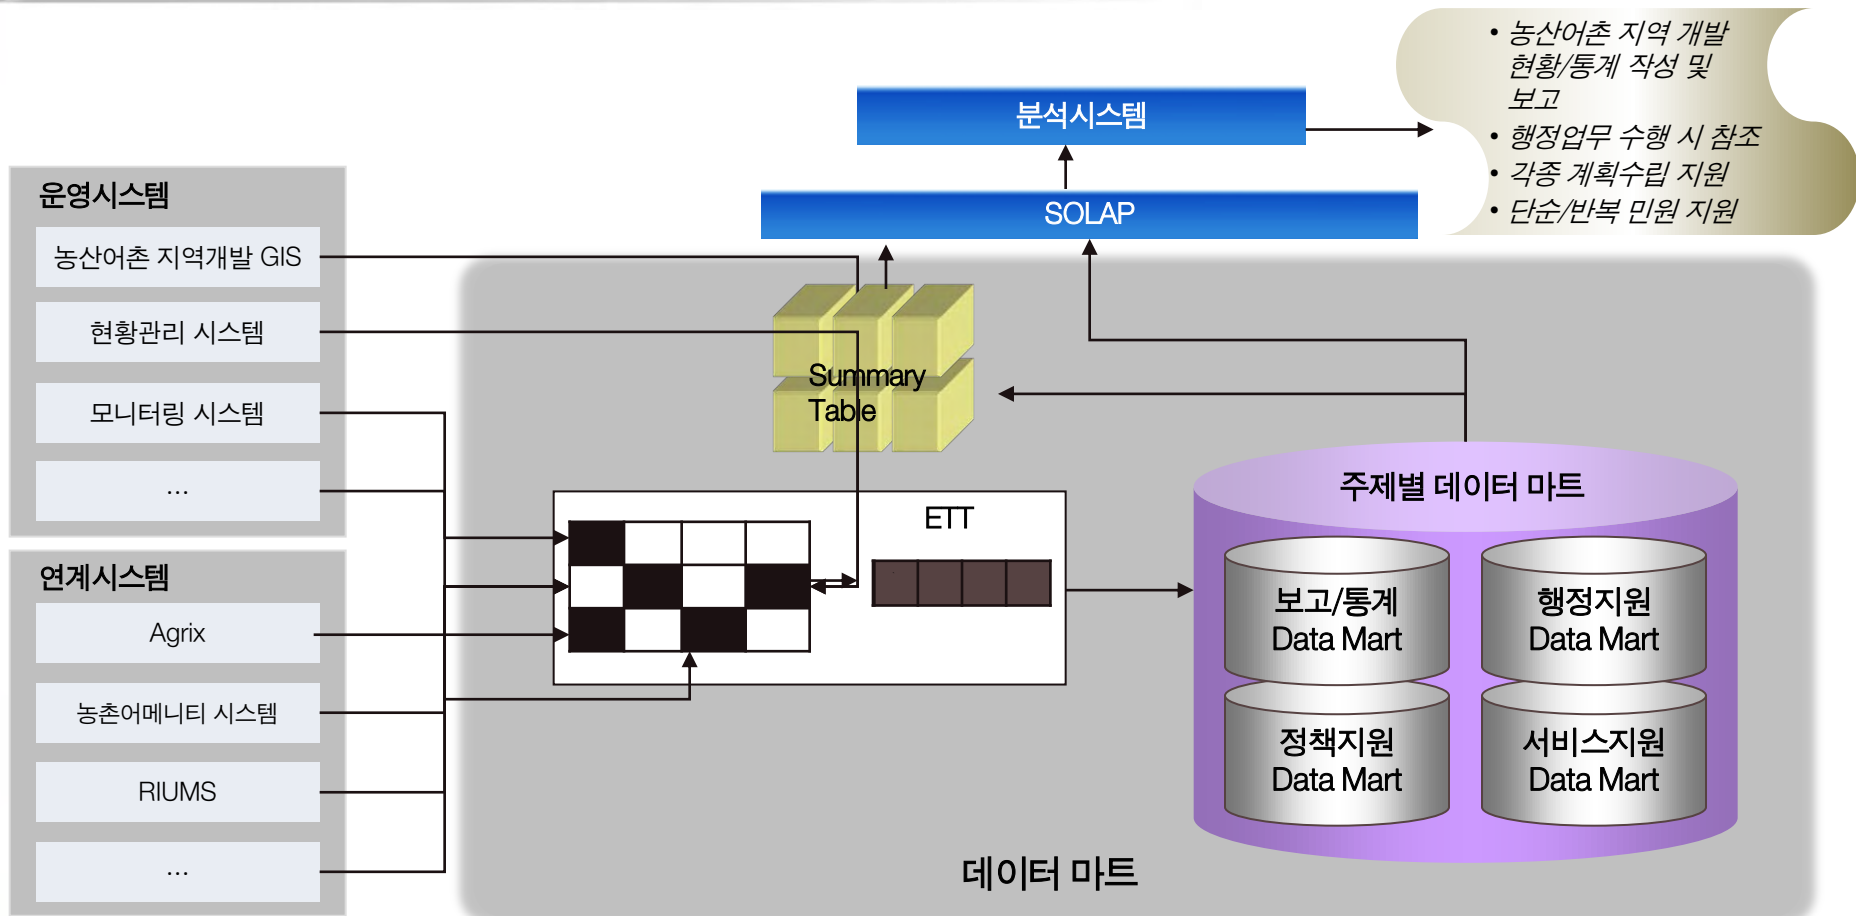 • 농산어촌 지역 개발
현황/통계 작성 및
보고
• 행정업무 수행 시 참조
• 각종 계획수립 지원
• 단순/반복 민원 지원
분석시스템
SOLAP
운영시스템
농산어촌 지역개발 GIS
현황관리 시스템
모니터링 시스템
...
연계시스템
Agrix
농촌어메니티 시스템
RIUMS
...
Summary
Table
ETT
주제별 데이터 마트
보고/통계
Data Mart
행정지원
Data Mart
정책지원
Data Mart
서비스지원
Data Mart
데이터 마트